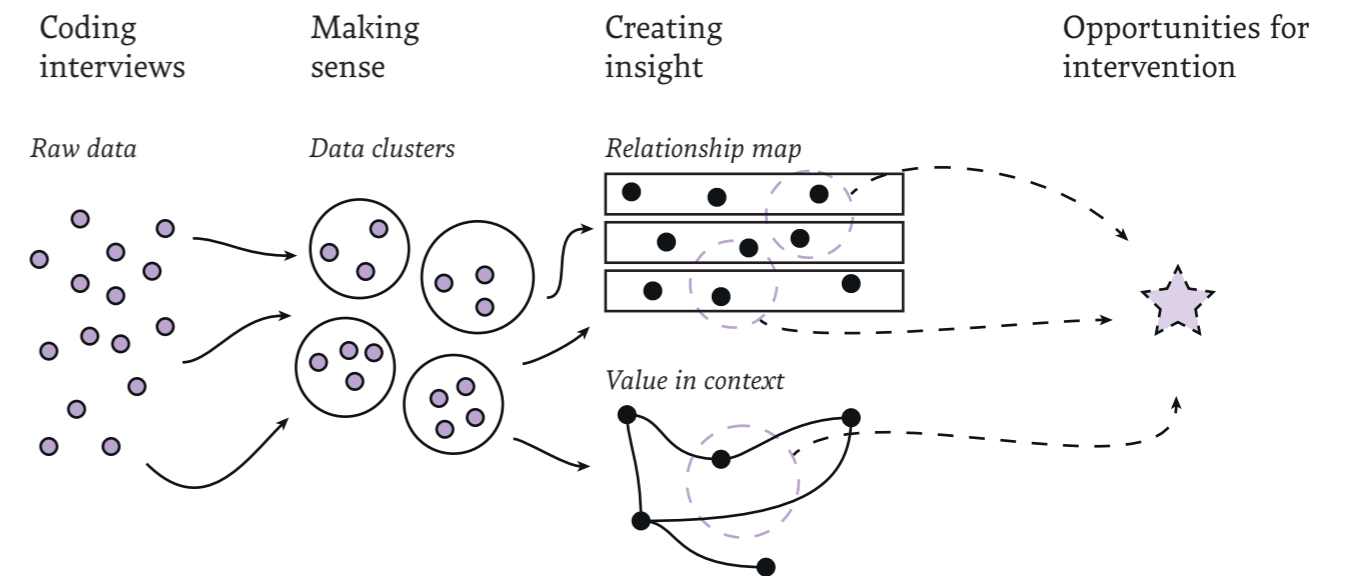 Coding
interviews
Making
sense
Creating
insight
Opportunities for
intervention
Raw data
Data clusters
Relationship map
Value in context